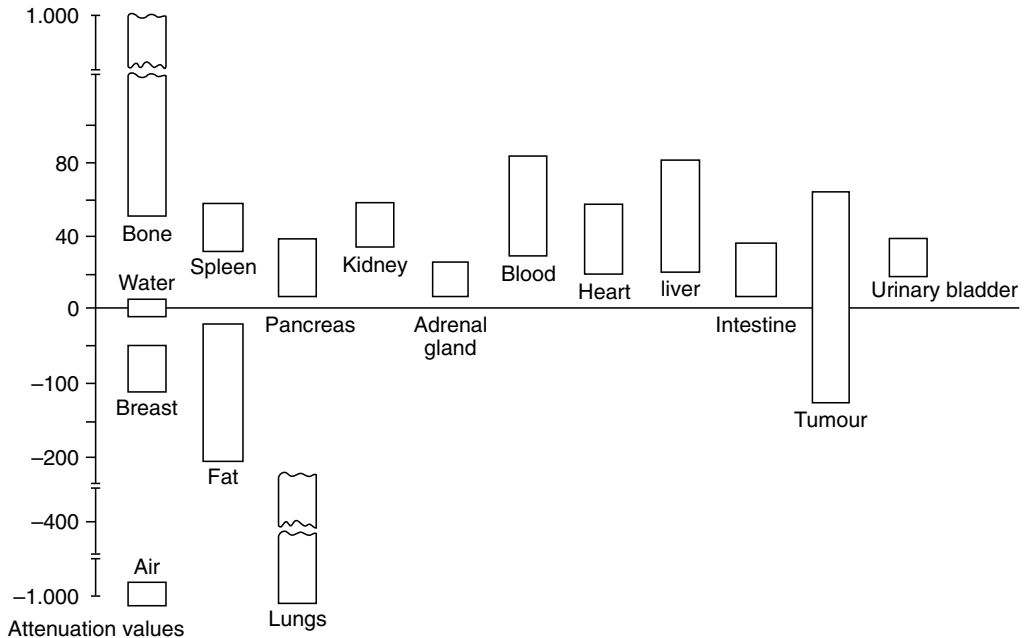 1.000
80
40
0
–100
–200
–400
–1.000
Attenuation values
Bone
Water
Breast
Air
Spleen
Fat
Pancreas
Lungs
Kidney
Adrenal
gland
Blood
Heart
liver
Intestine
Tumour
Urinary bladder